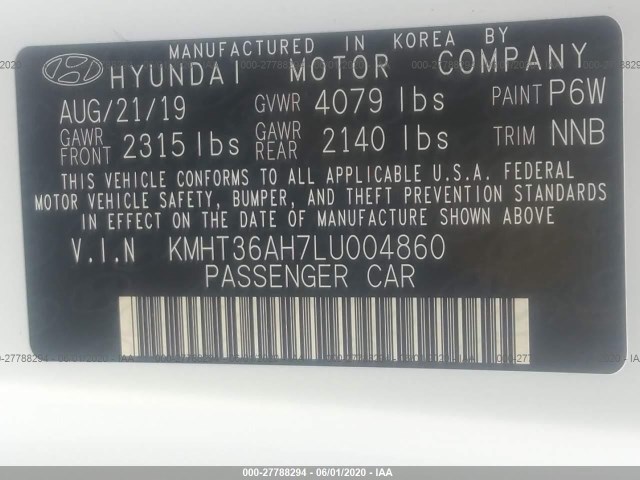 MANUFACTURED IN KOREA BY
HYUNDAI MOTOR COMPANY
AUG/21/19 GVWR 4079 lbs PAINT P6W
GAWR FRONT 2315 lbs GAWR REAR 2140 lbs TRIM NNB
THIS VEHICLE CONFORMS TO ALL APPLICABLE U.S.A. FEDERAL
MOTOR VEHICLE SAFETY, BUMPER, AND THEFT PREVENTION STANDARDS
IN EFFECT ON THE DATE OF MANUFACTURE SHOWN ABOVE
V.I.N KMHT36AH7LU004860
PASSENGER CAR
000-27788294 - 06/01/2020 - IAA